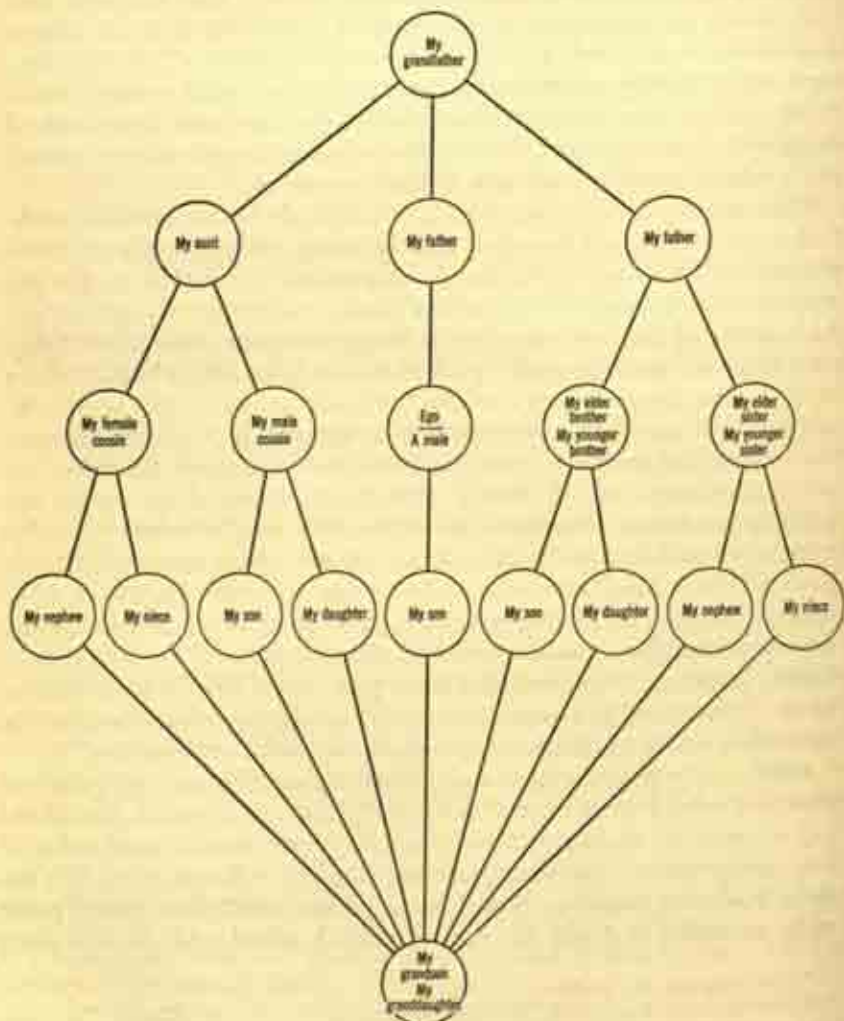 My
grandfather
My aunt
My father
My father
My female
cousin
My male
cousin
Ego
A male
My elder
brother
My younger
brother
My elder
sister
My younger
sister
My nephew
My niece
My son
My daughter
My son
My son
My daughter
My nephew
My niece
My
grandson
My
granddaughter